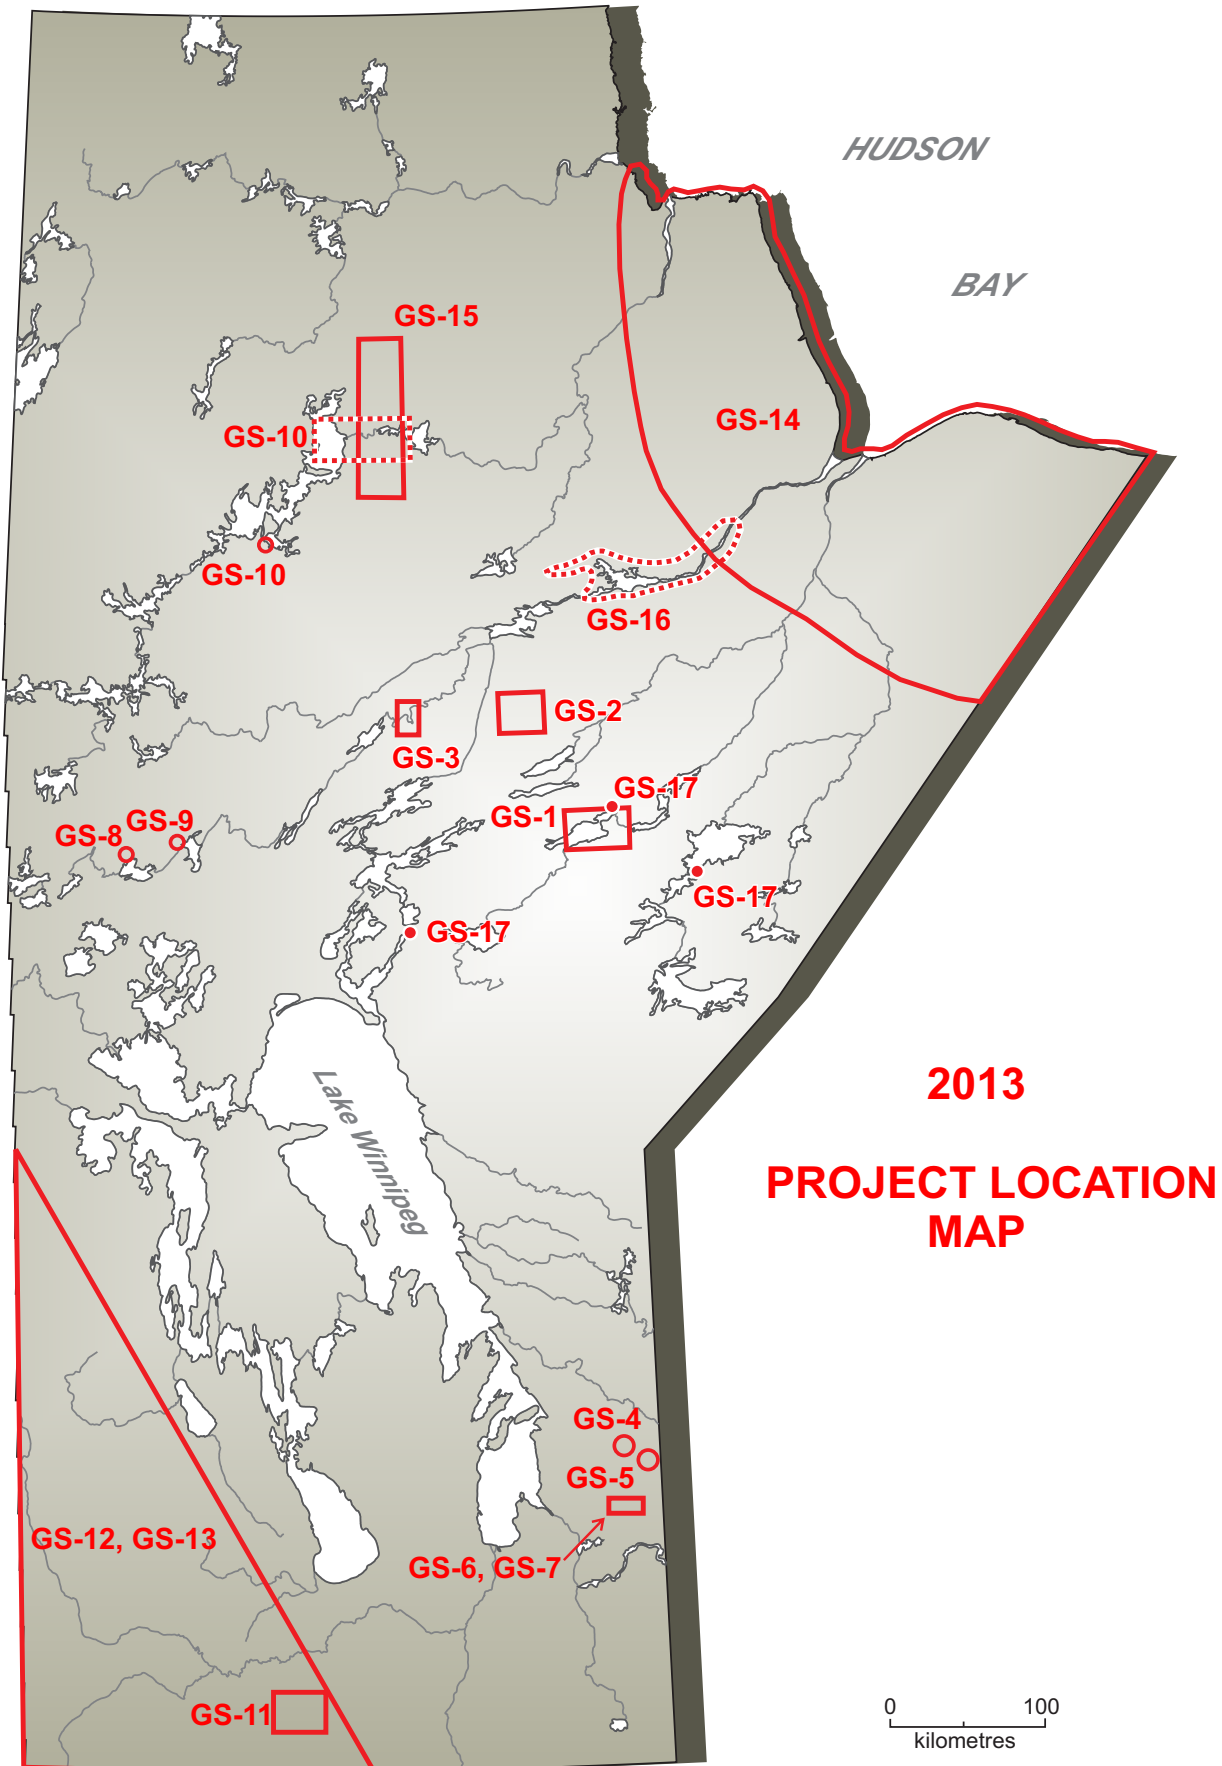 HUDSON
BAY
GS-15
GS-14
GS-10
GS-10
GS-16
GS-2
GS-3
GS-17
GS-1
GS-9
GS-8
GS-17
GS-17
Lake Winnipeg
2013
PROJECT LOCATION
MAP
GS-4
GS-5
GS-12, GS-13
GS-6, GS-7
GS-11
0 100
kilometres